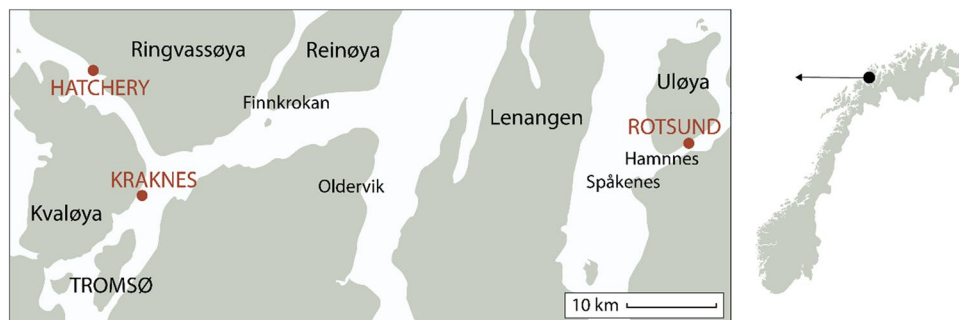 Ringvassøya
Reinøya
HATCHERY
Finnkrokan
Lenangen
Uløya
ROTSUND
Hamnnes
Spåkenes
KRAKNES
Oldervik
Kvaløya
TROMSØ
10 km